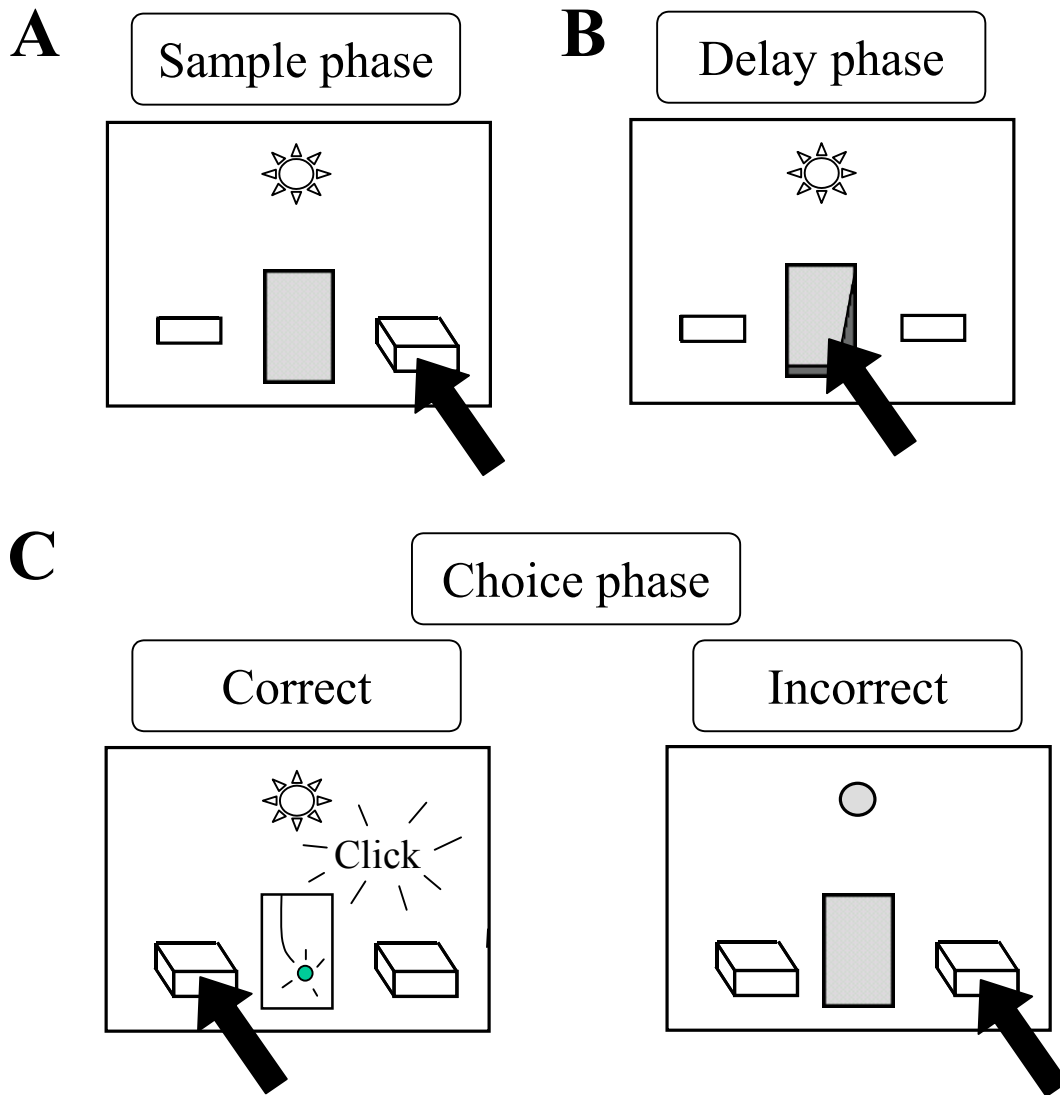 A
Sample phase
B
Delay phase
C
Choice phase
Correct
Incorrect
Click